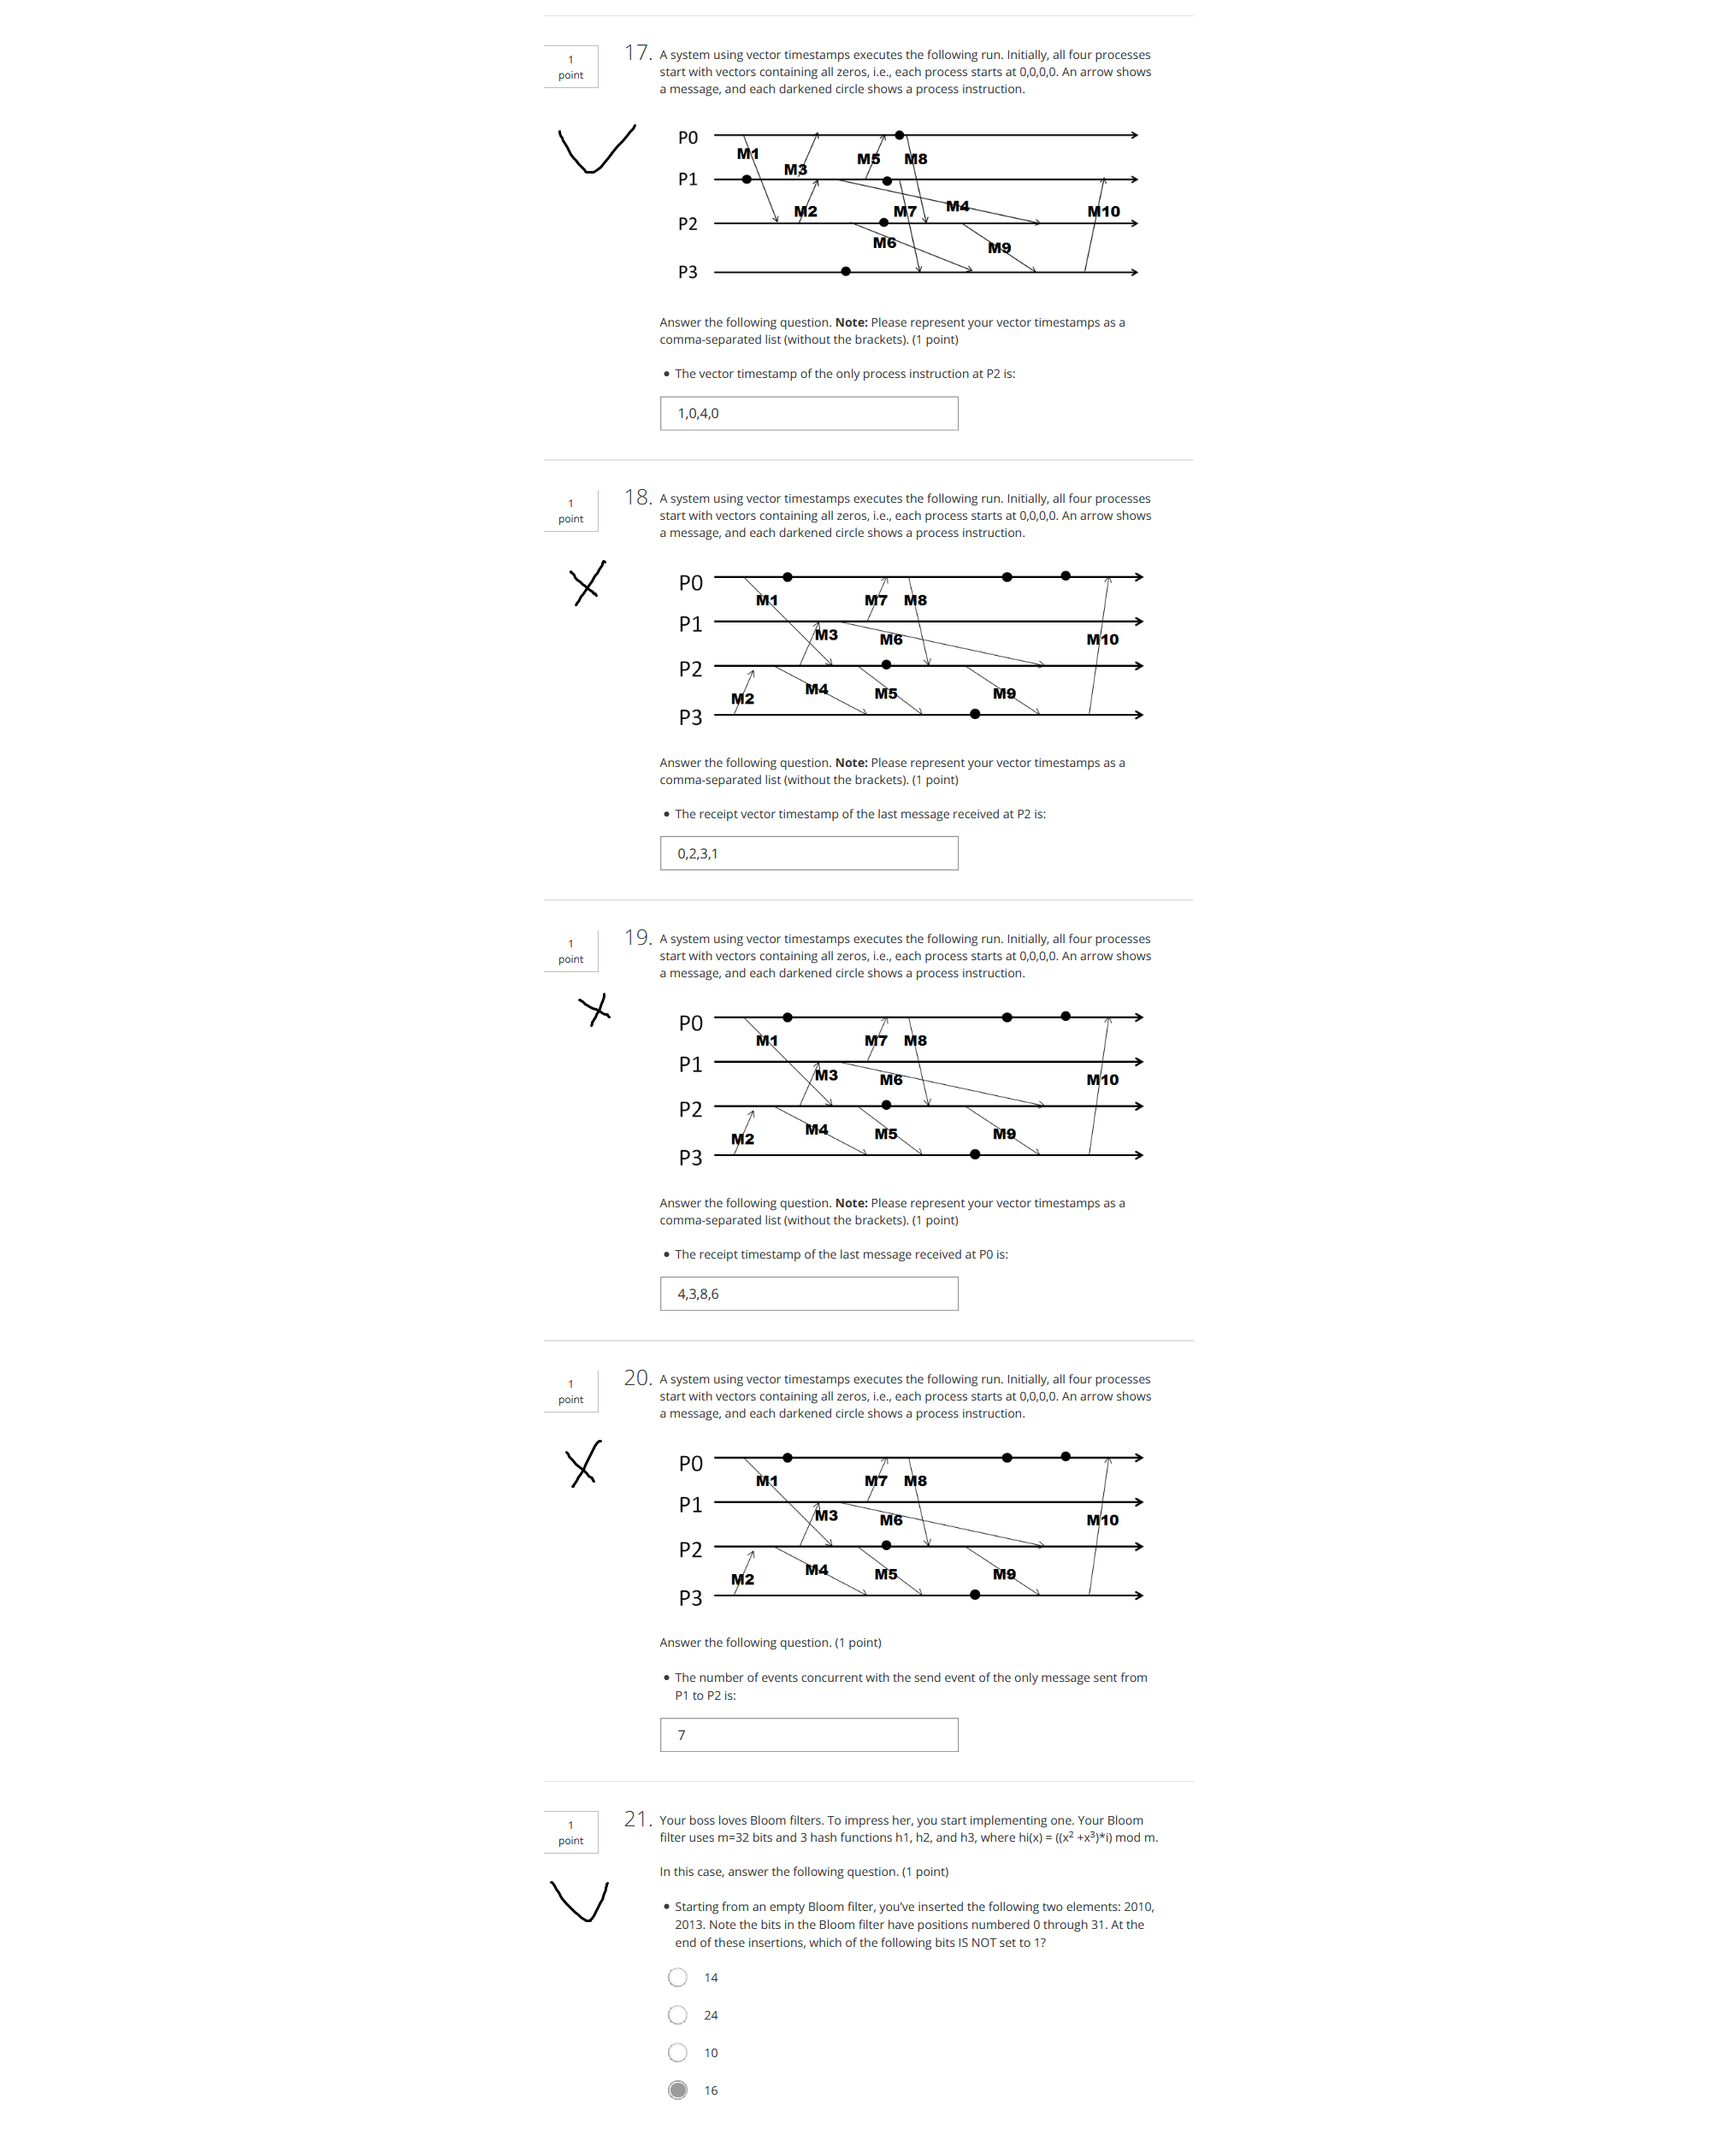 1
point
17. A system using vector timestamps executes the following run. Initially, all four processes
start with vectors containing all zeros, i.e., each process starts at 0,0,0,0. An arrow shows
a message, and each darkened circle shows a process instruction.
P0
M1 M5 M8
M3
P1
M2 M7 M4 M10
P2
M6 M9
P3
Answer the following question. Note: Please represent your vector timestamps as a
comma-separated list (without the brackets). (1 point)
• The vector timestamp of the only process instruction at P2 is:
1,0,4,0
1
point
18. A system using vector timestamps executes the following run. Initially, all four processes
start with vectors containing all zeros, i.e., each process starts at 0,0,0,0. An arrow shows
a message, and each darkened circle shows a process instruction.
P0
M1 M7 M8
P1
M3 M6 M10
P2
M2 M4 M5 M9
P3
Answer the following question. Note: Please represent your vector timestamps as a
comma-separated list (without the brackets). (1 point)
• The receipt vector timestamp of the last message received at P2 is:
0,2,3,1
1
point
19. A system using vector timestamps executes the following run. Initially, all four processes
start with vectors containing all zeros, i.e., each process starts at 0,0,0,0. An arrow shows
a message, and each darkened circle shows a process instruction.
P0
M1 M7 M8
P1
M3 M6 M10
P2
M2 M4 M5 M9
P3
Answer the following question. Note: Please represent your vector timestamps as a
comma-separated list (without the brackets). (1 point)
• The receipt timestamp of the last message received at P0 is:
4,3,8,6
1
point
20. A system using vector timestamps executes the following run. Initially, all four processes
start with vectors containing all zeros, i.e., each process starts at 0,0,0,0. An arrow shows
a message, and each darkened circle shows a process instruction.
P0
M1 M7 M8
P1
M3 M6 M10
P2
M2 M4 M5 M9
P3
Answer the following question. (1 point)
• The number of events concurrent with the send event of the only message sent from
P1 to P2 is:
7
1
point
21. Your boss loves Bloom filters. To impress her, you start implementing one. Your Bloom
filter uses m=32 bits and 3 hash functions h1, h2, and h3, where hi(x) = ((x² +x³)*i) mod m.
In this case, answer the following question. (1 point)
• Starting from an empty Bloom filter, you’ve inserted the following two elements: 2010,
2013. Note the bits in the Bloom filter have positions numbered 0 through 31. At the
end of these insertions, which of the following bits IS NOT set to 1?
14
24
10
16